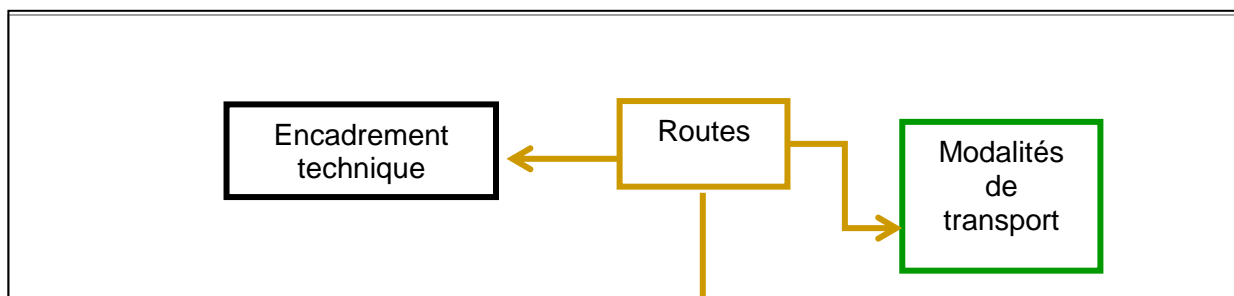 Encadrement
technique
Routes
Modalités
de
transport